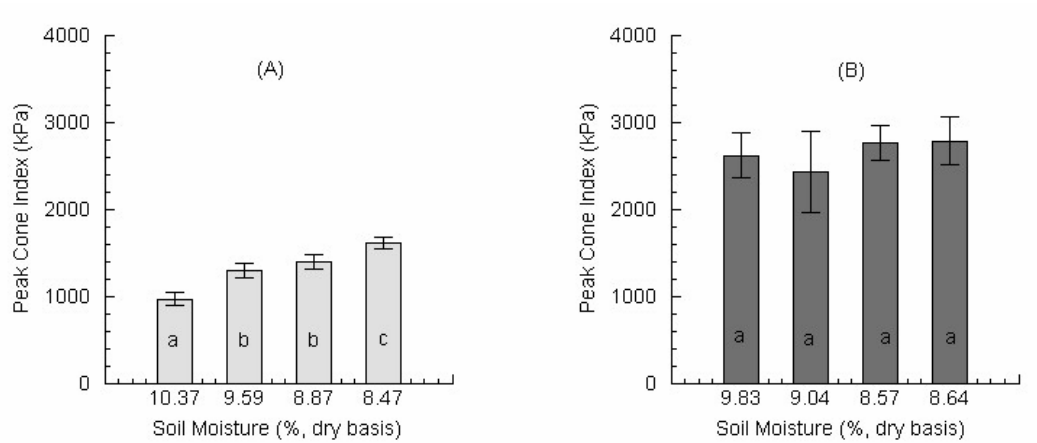 (A)
Peak Cone Index (kPa)
4000
3000
2000
1000
0
a
b
b
c
10.37 9.59 8.87 8.47
Soil Moisture (%, dry basis)
(B)
Peak Cone Index (kPa)
4000
3000
2000
1000
0
a
a
a
a
9.83 9.04 8.57 8.64
Soil Moisture (%, dry basis)